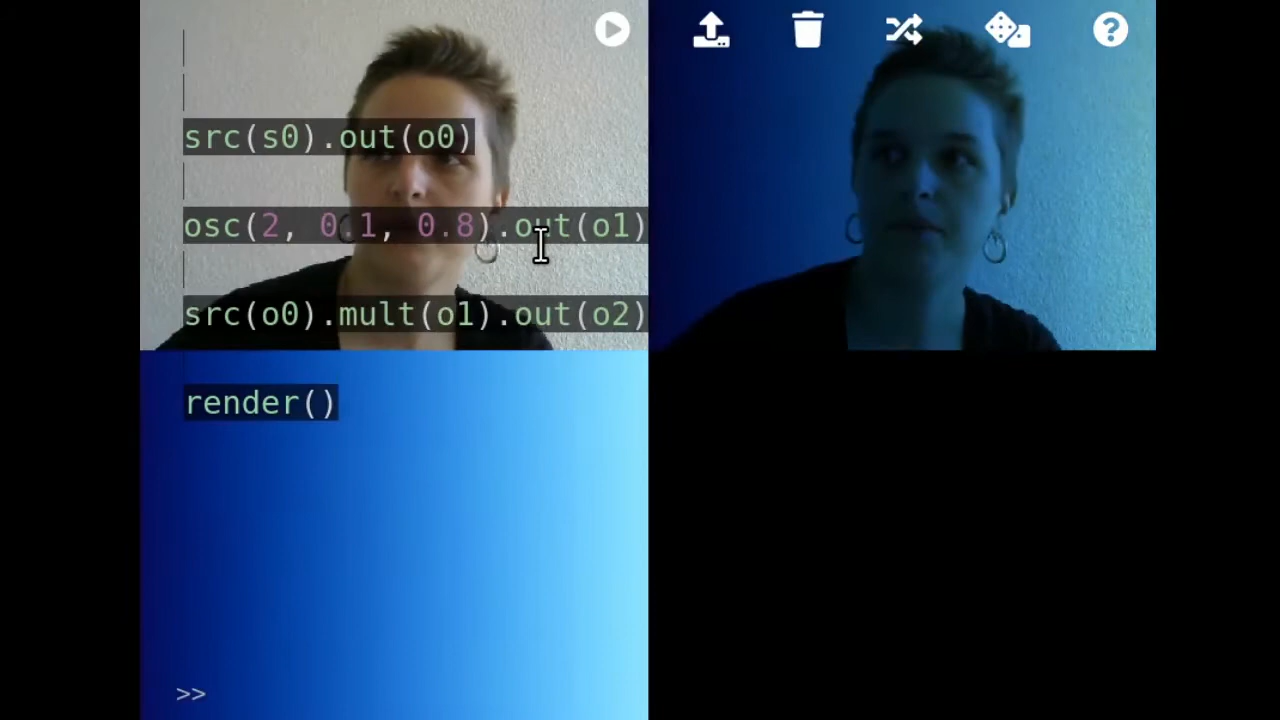 src(s0).out(o0)
osc(2, 0.1, 0.8).out(o1)
src(o0).mult(o1).out(o2)
render()
>>